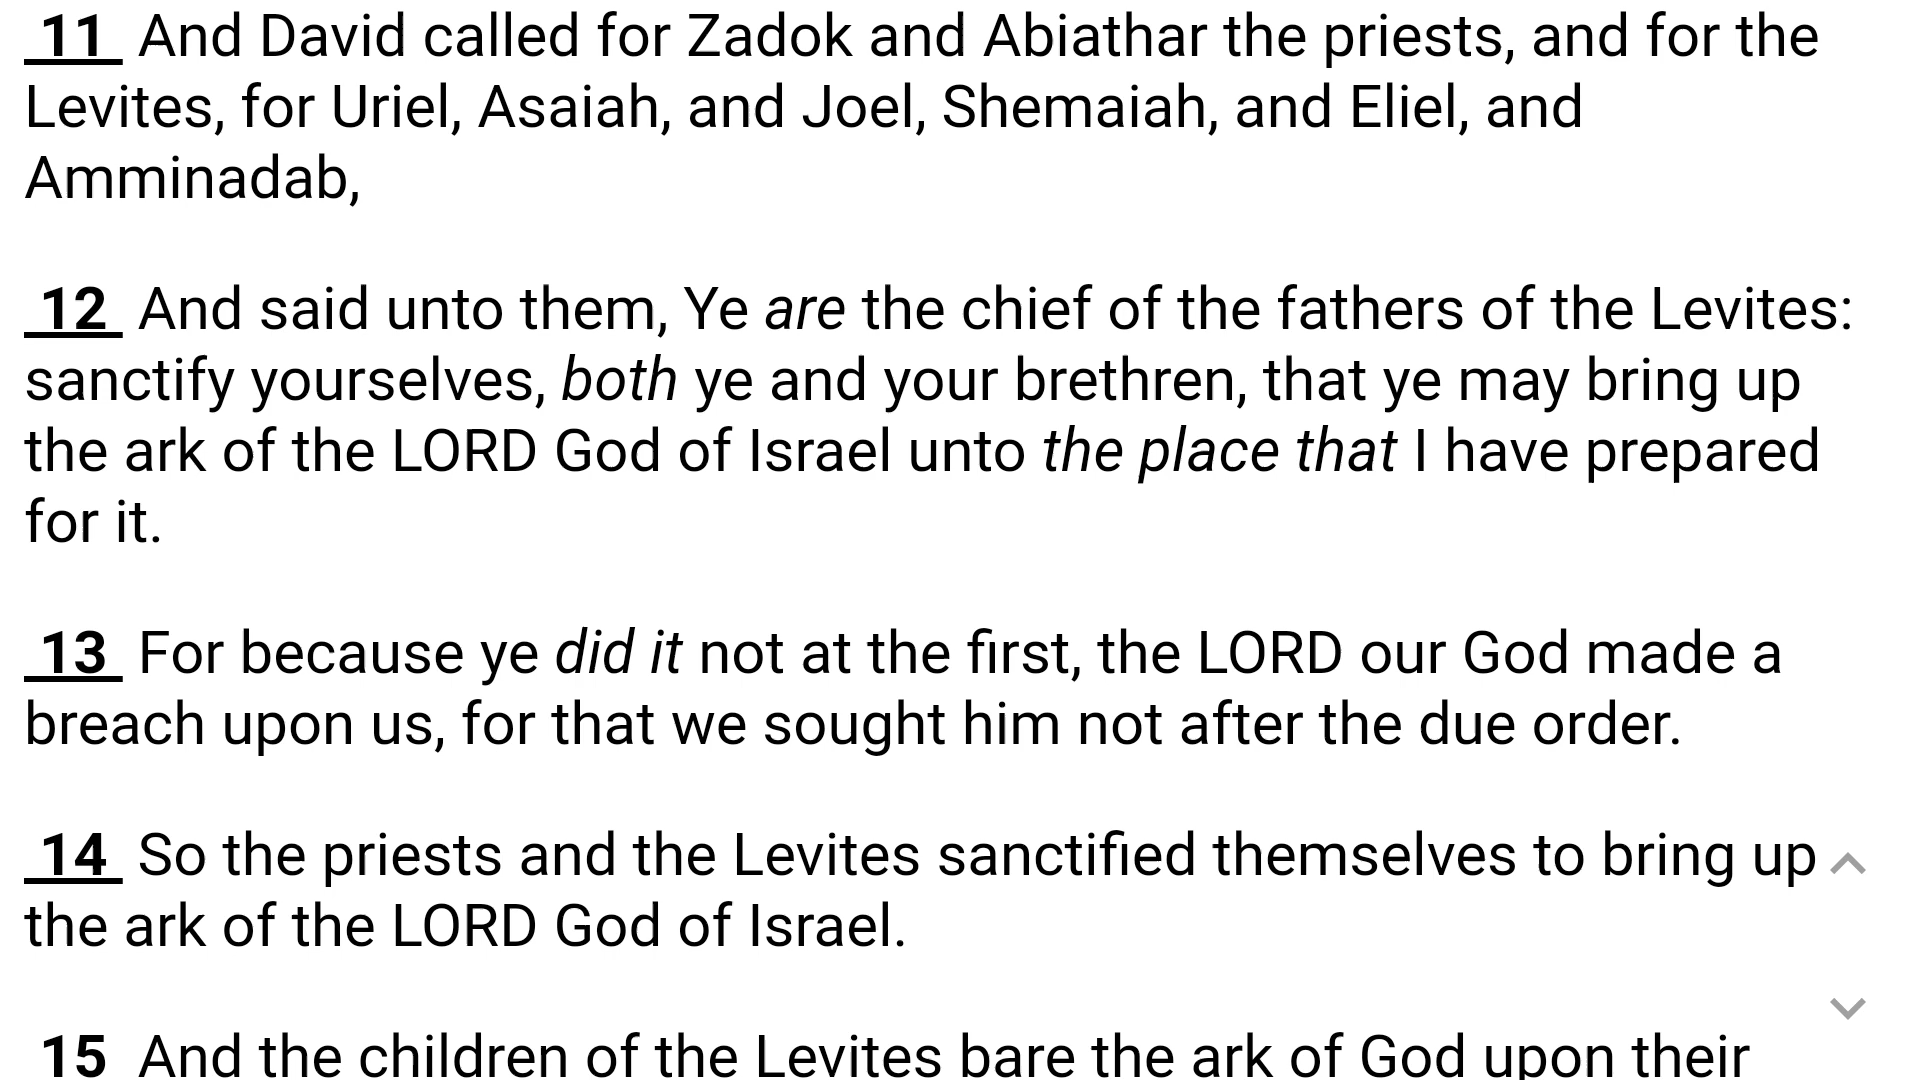 11 And David called for Zadok and Abiathar the priests, and for the
Levites, for Uriel, Asaiah, and Joel, Shemaiah, and Eliel, and
Amminadab,
12 And said unto them, Ye are the chief of the fathers of the Levites:
sanctify yourselves, both ye and your brethren, that ye may bring up
the ark of the LORD God of Israel unto the place that I have prepared
for it.
13 For because ye did it not at the first, the LORD our God made a
breach upon us, for that we sought him not after the due order.
14 So the priests and the Levites sanctified themselves to bring up
the ark of the LORD God of Israel.
15 And the children of the Levites bare the ark of God upon their